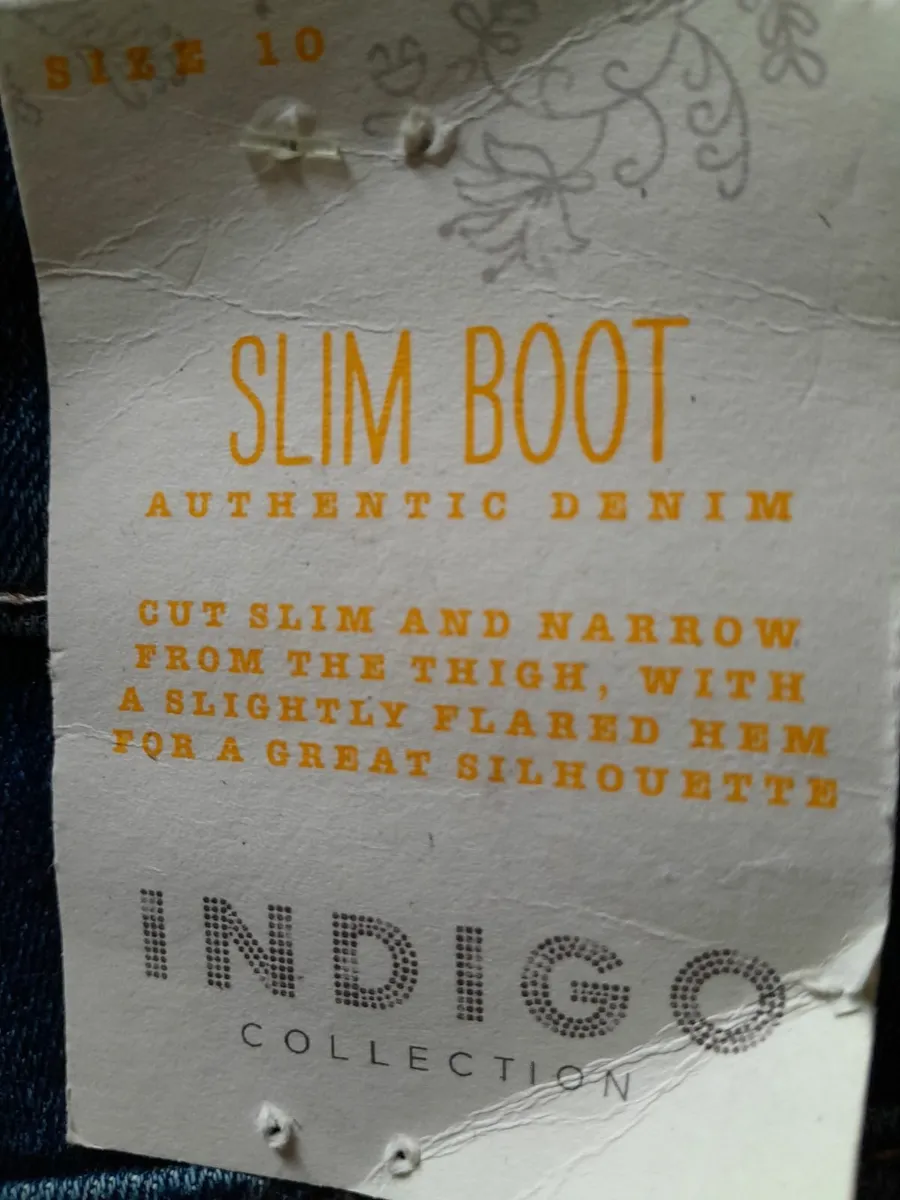 SIZE 10
SLIM BOOT
AUTHENTIC DENIM
CUT SLIM AND NARROW
FROM THE THIGH, WITH
A SLIGHTLY FLARED HEM
FOR A GREAT SILHOUETTE
INDIGO
COLLECTION